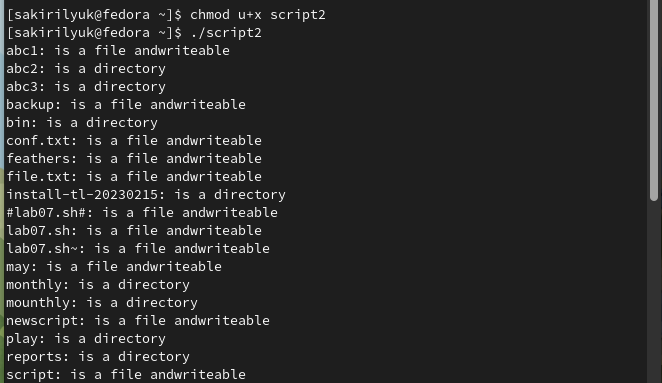 [sakirilyuk@fedora ~]$ chmod u+x script2
[sakirilyuk@fedora ~]$ ./script2
abc1: is a file andwriteable
abc2: is a directory
abc3: is a directory
backup: is a file andwriteable
bin: is a directory
conf.txt: is a file andwriteable
feathers: is a file andwriteable
file.txt: is a file andwriteable
install-tl-20230215: is a directory
#lab07.sh#: is a file andwriteable
lab07.sh: is a file andwriteable
lab07.sh~: is a file andwriteable
may: is a file andwriteable
monthly: is a directory
mounthly: is a directory
newscript: is a file andwriteable
play: is a directory
reports: is a directory
script: is a file andwriteable